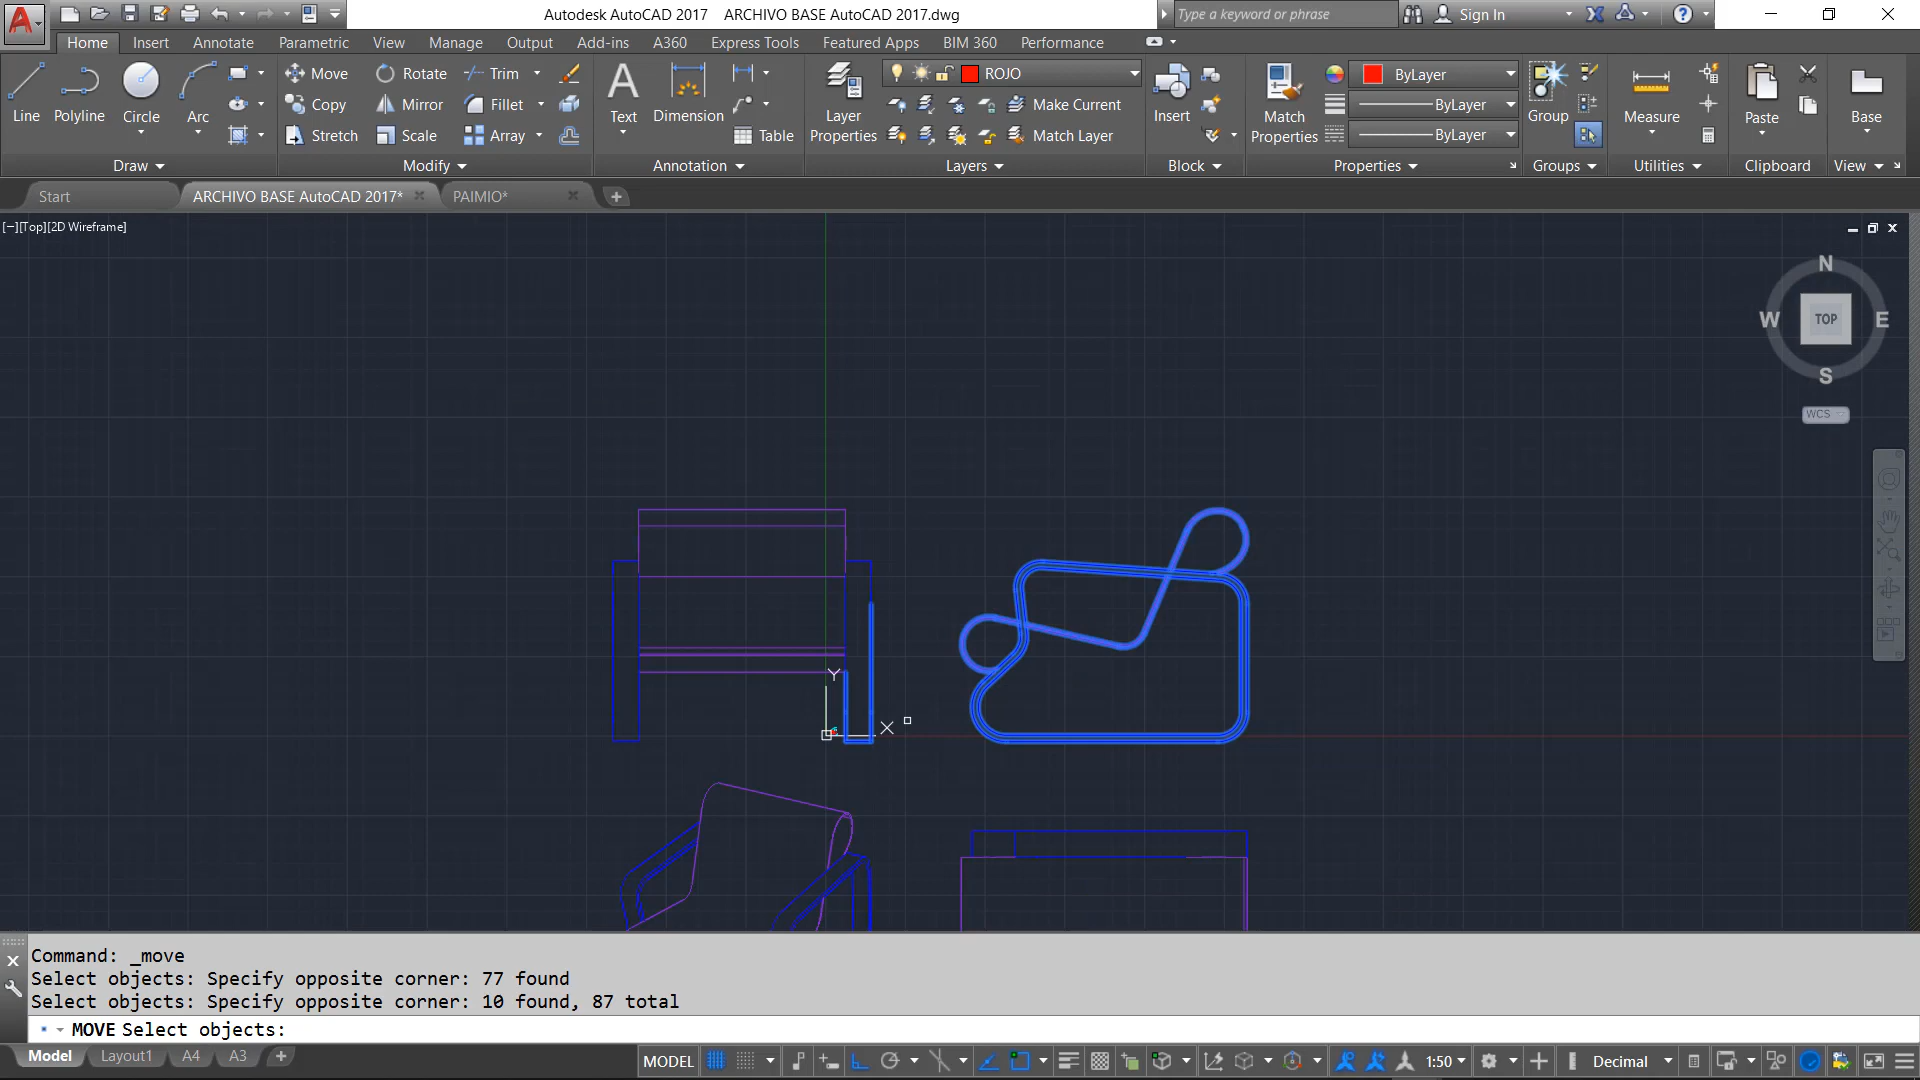 Autodesk AutoCAD 2017 ARCHIVO BASE AutoCAD 2017.dwg
Type a keyword or phrase
Sign In
Home Insert Annotate Parametric View Manage Output Add-ins A360 Express Tools Featured Apps BIM 360 Performance
Line
Polyline
Circle
Arc
Draw
Move Rotate Trim
Copy Mirror Fillet
Stretch Scale Array
Modify
Text
Dimension
Table
Annotation
Layer
Properties
ROJO
Make Current
Match Layer
Layers
Insert
Block
Match
Properties
ByLayer
ByLayer
ByLayer
Properties
Group
Groups
Measure
Utilities
Paste
Clipboard
Base
View
Start
ARCHIVO BASE AutoCAD 2017*
PAIMIO*
[−][Top][2D Wireframe]
N
W TOP E
S
WCS
Y
X
Command: _move
Select objects: Specify opposite corner: 77 found
Select objects: Specify opposite corner: 10 found, 87 total
MOVE Select objects:
Model Layout1 A4 A3
MODEL
1:50
Decimal